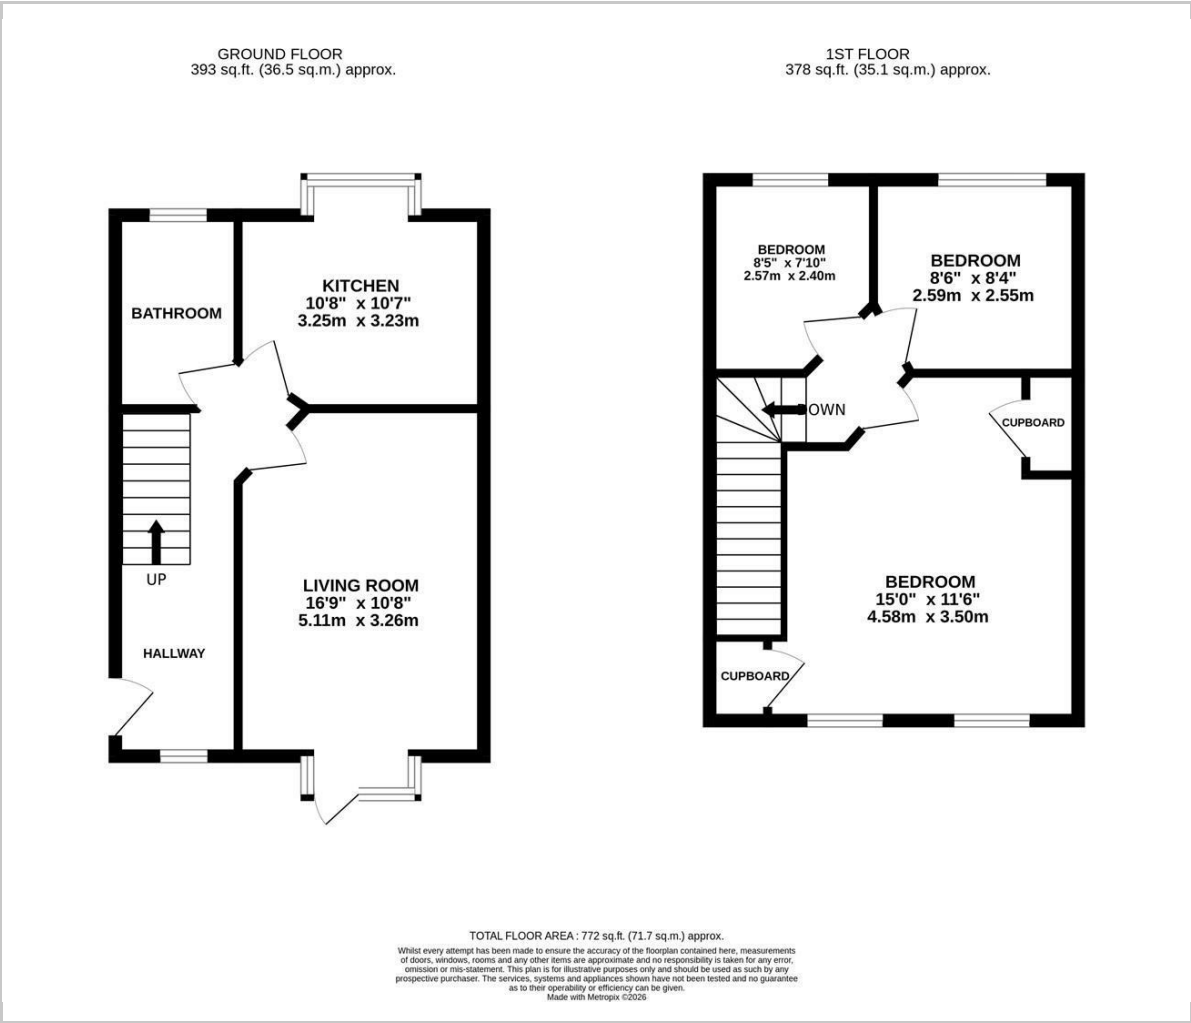 GROUND FLOOR
393 sq.ft. (36.5 sq.m.) approx.
1ST FLOOR
378 sq.ft. (35.1 sq.m.) approx.
BATHROOM
KITCHEN
10'8" x 10'7"
3.25m x 3.23m
UP
HALLWAY
LIVING ROOM
16'9" x 10'8"
5.11m x 3.26m
BEDROOM
8'5" x 7'10"
2.57m x 2.40m
BEDROOM
8'6" x 8'4"
2.59m x 2.55m
DOWN
CUPBOARD
BEDROOM
15'0" x 11'6"
4.58m x 3.50m
CUPBOARD
TOTAL FLOOR AREA : 772 sq.ft. (71.7 sq.m.) approx.
Whilst every attempt has been made to ensure the accuracy of the floorplan contained here, measurements
of doors, windows, rooms and any other items are approximate and no responsibility is taken for any error,
omission or mis-statement. This plan is for illustrative purposes only and should be used as such by any
prospective purchaser. The services, systems and appliances shown have not been tested and no guarantee
as to their operability or efficiency can be given.
Made with Metropix ©2026